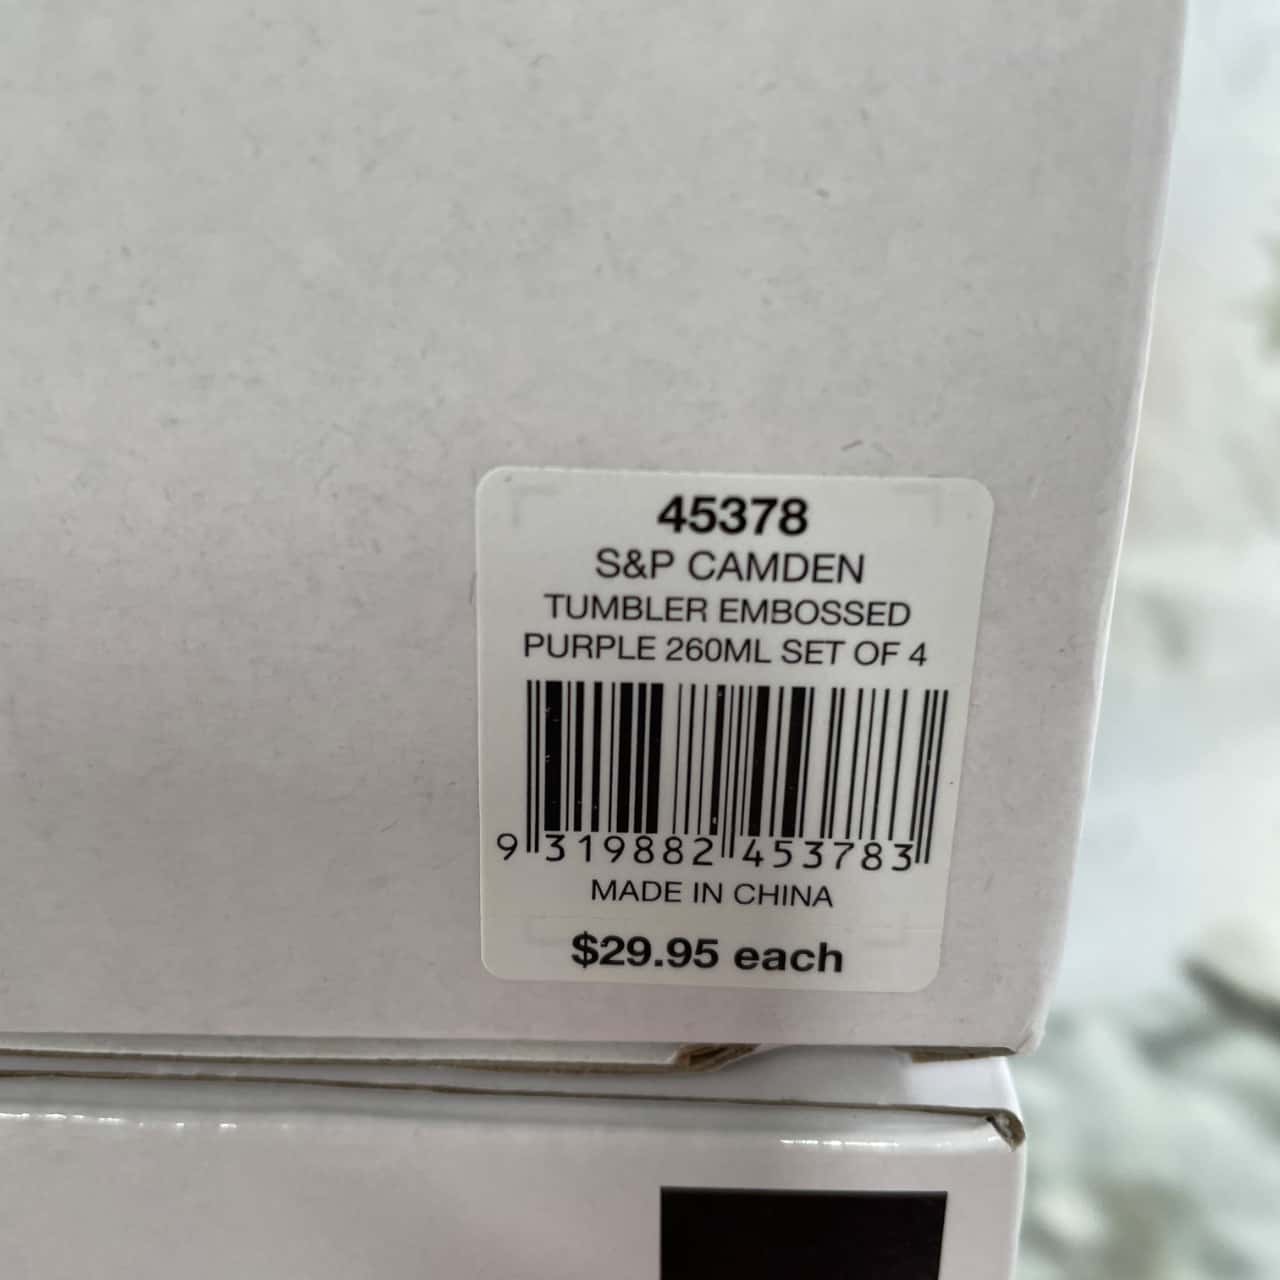 45378
S&P CAMDEN
TUMBLER EMBOSSED
PURPLE 260ML SET OF 4
9 319882 453783
MADE IN CHINA
$29.95 each